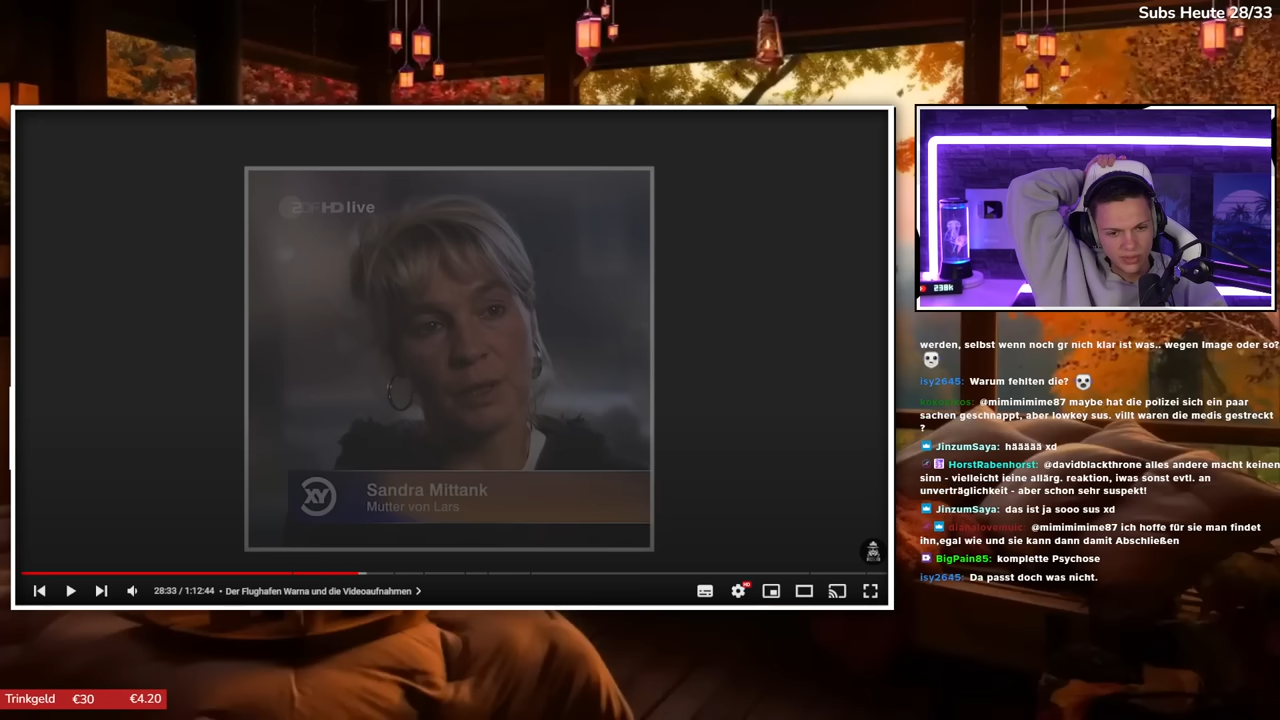 Subs Heute 28/33
ZDF HD live
XY
Sandra Mittank
Mutter von Lars
28:33 / 1:12:44 • Der Flughafen Warna und die Videoaufnahmen
HD
238k
werden, selbst wenn noch gr nich klar ist was.. wegen Image oder so?
isy2645: Warum fehlten die?
@mimimimime87 maybe hat die polizei sich ein paar
sachen geschnappt, aber lowkey sus. villt waren die medis gestreckt
?
JinzumSaya: häääää xd
HorstRabenhorst: @davidblackthrone alles andere macht keinen
sinn - vielleicht ieine allärg. reaktion, iwas sonst evtl. an
unverträglichkeit - aber schon sehr suspekt!
JinzumSaya: das ist ja sooo sus xd
@mimimimime87 ich hoffe für sie man findet
ihn,egal wie und sie kann dann damit Abschließen
BigPain85: komplette Psychose
isy2645: Da passt doch was nicht.
Trinkgeld €30 €4.20